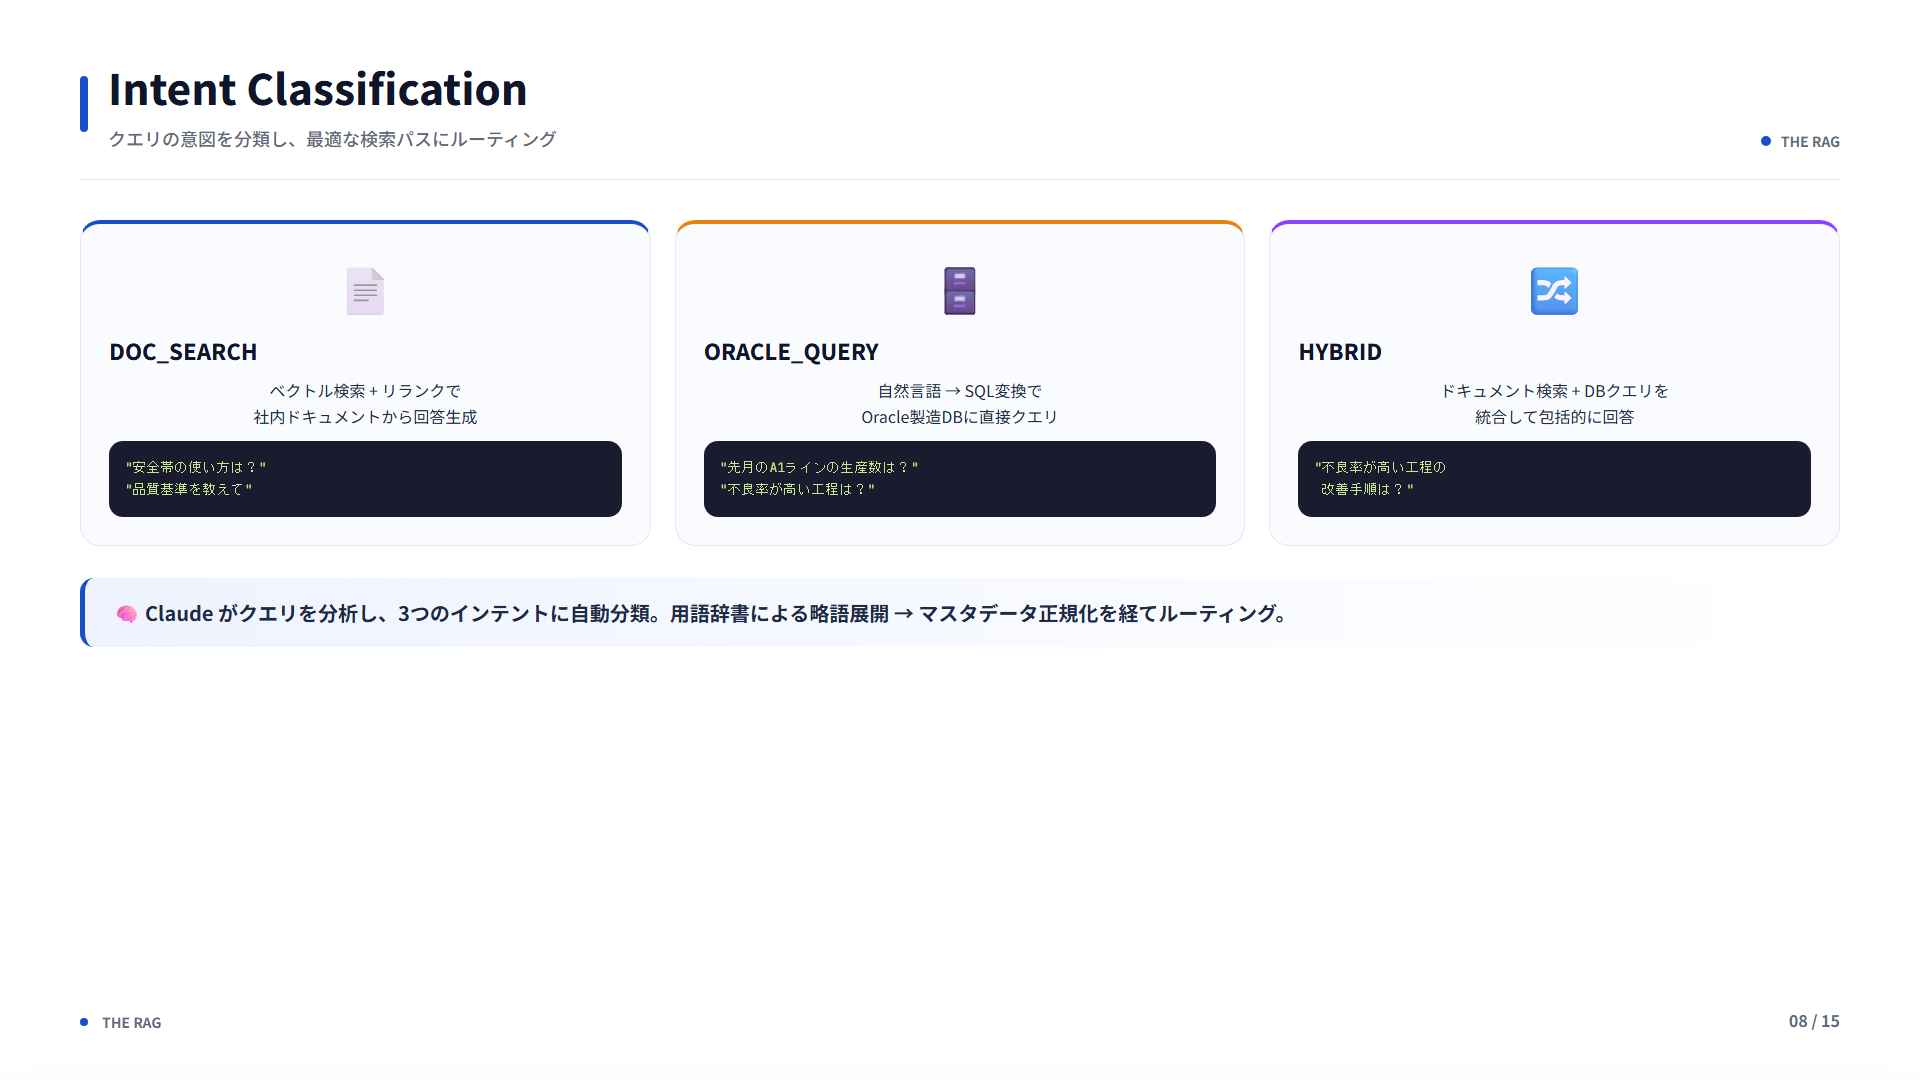 Intent Classification
クエリの意図を分類し、最適な検索パスにルーティング
THE RAG
DOC_SEARCH
ベクトル検索 + リランクで
社内ドキュメントから回答生成
"安全帯の使い方は？"
"品質基準を教えて"
ORACLE_QUERY
自然言語 → SQL変換で
Oracle製造DBに直接クエリ
"先月のA1ラインの生産数は？"
"不良率が高い工程は？"
HYBRID
ドキュメント検索 + DBクエリを
統合して包括的に回答
"不良率が高い工程の
改善手順は？"
Claude がクエリを分析し、3つのインテントに自動分類。用語辞書による略語展開 → マスタデータ正規化を経てルーティング。
THE RAG
08 / 15